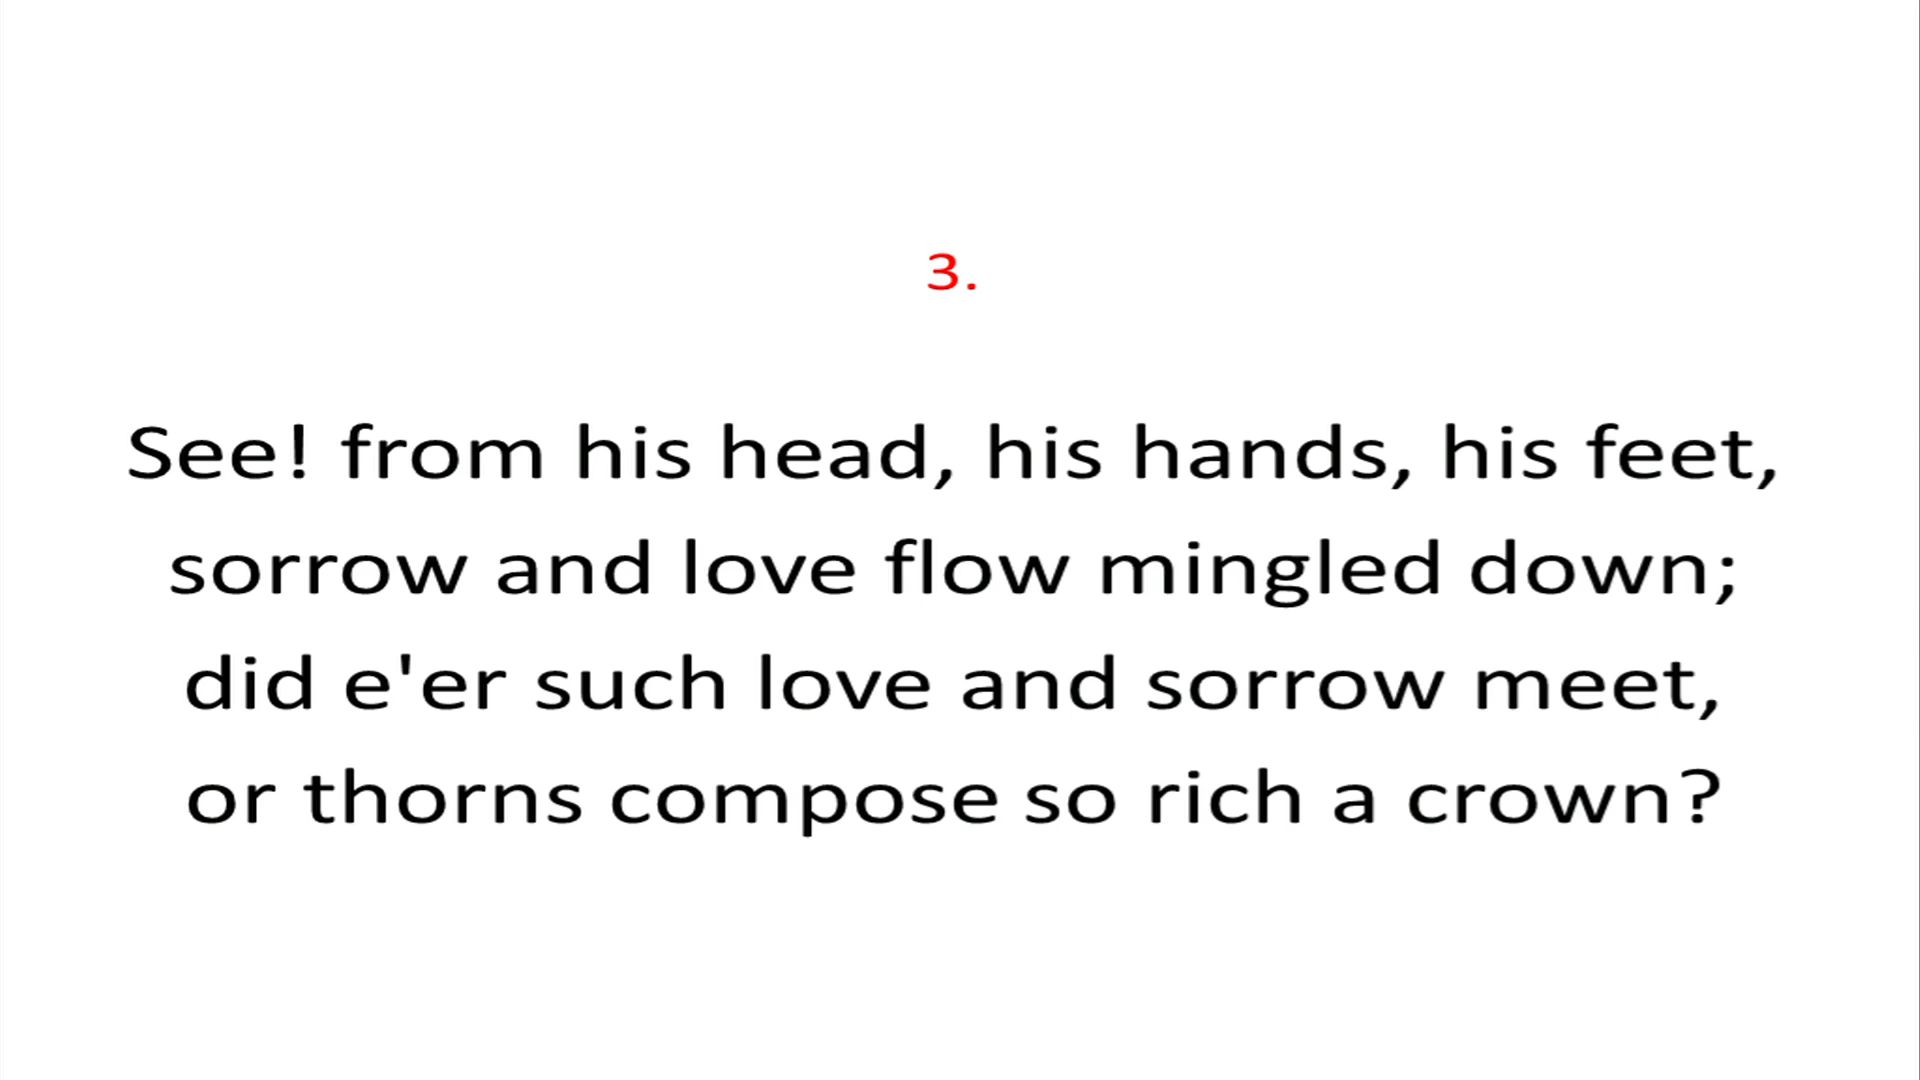 3.
See! from his head, his hands, his feet,
sorrow and love flow mingled down;
did e'er such love and sorrow meet,
or thorns compose so rich a crown?